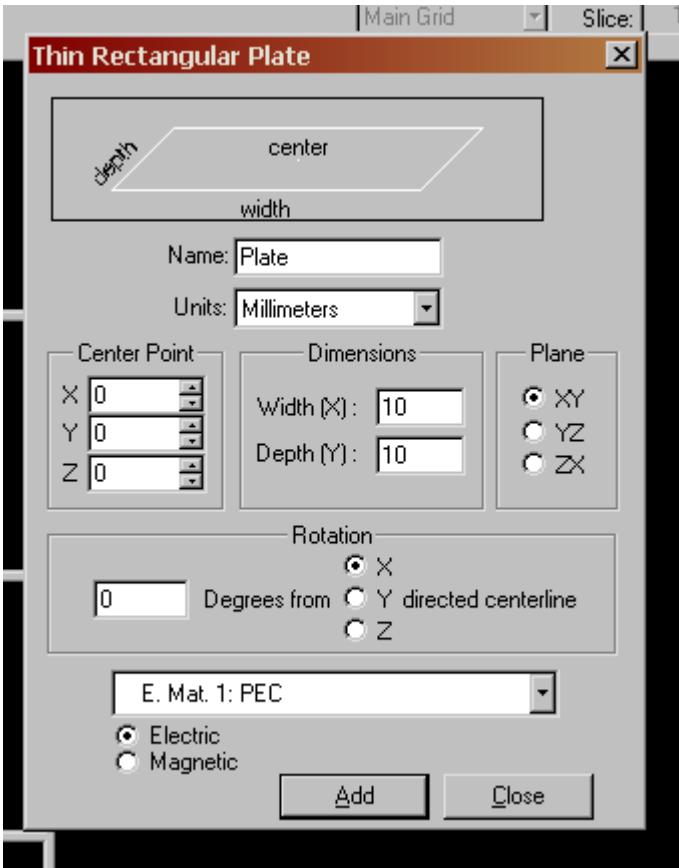 Main Grid Slice:
Thin Rectangular Plate
center
depth
width
Name: Plate
Units: Millimeters
Center Point Dimensions Plane
X 0 Width (X) : 10 XY
Y 0 Depth (Y) : 10 YZ
Z 0 ZX
Rotation
X
0 Degrees from Y directed centerline
Z
E. Mat. 1: PEC
Electric
Magnetic
Add Close